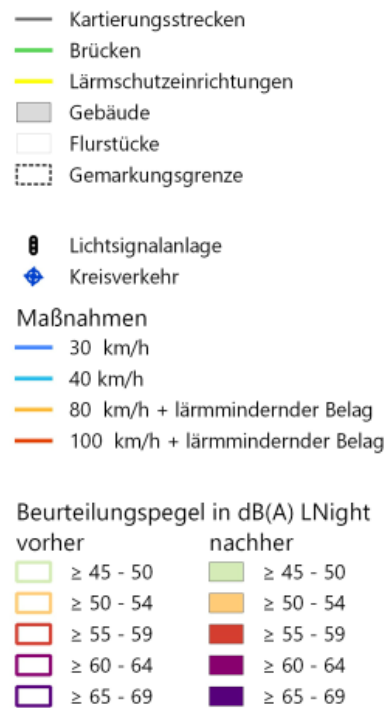 Kartierungsstrecken
Brücken
Lärmschutzeinrichtungen
Gebäude
Flurstücke
Gemarkungsgrenze
Lichtsignalanlage
Kreisverkehr
Maßnahmen
30 km/h
40 km/h
80 km/h + lärmmindernder Belag
100 km/h + lärmmindernder Belag
Beurteilungspegel in dB(A) LNight
vorher nachher
≥ 45 - 50 ≥ 45 - 50
≥ 50 - 54 ≥ 50 - 54
≥ 55 - 59 ≥ 55 - 59
≥ 60 - 64 ≥ 60 - 64
≥ 65 - 69 ≥ 65 - 69